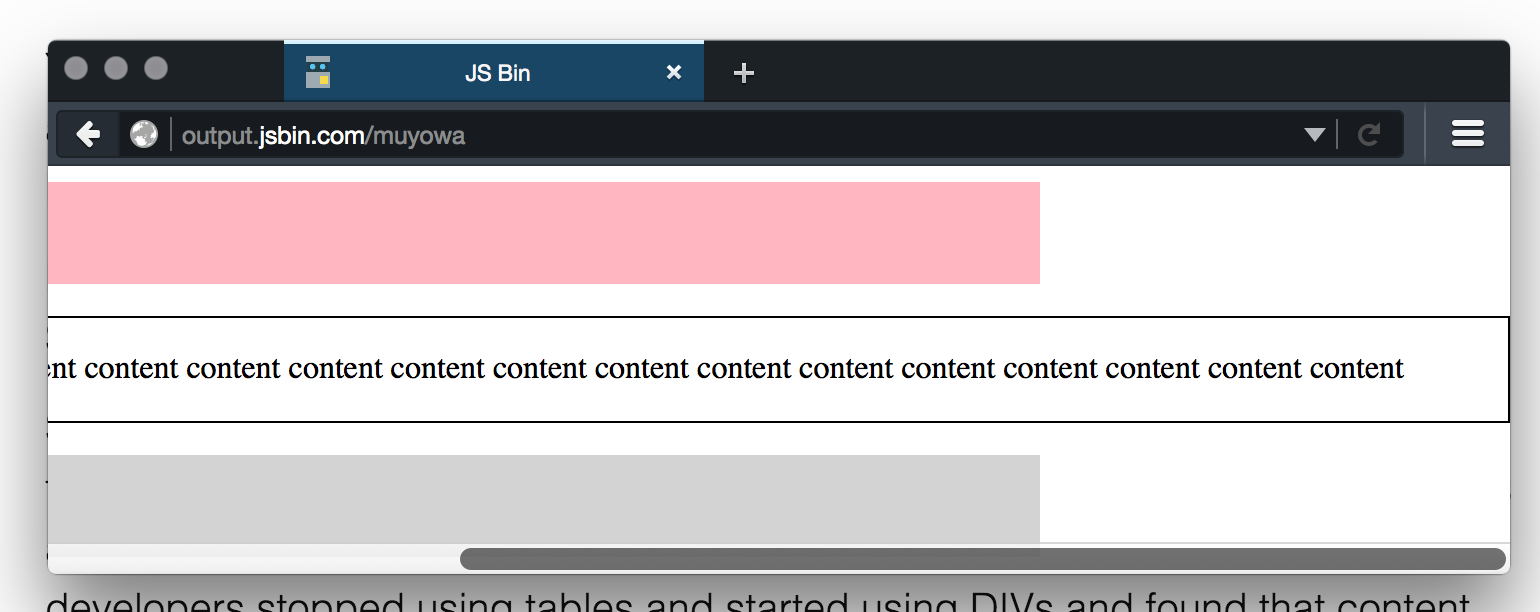 JS Bin
output.jsbin.com/muyowa
ent content content content content content content content content content content content content content
developers stopped using tables and started using DIVs and found that content